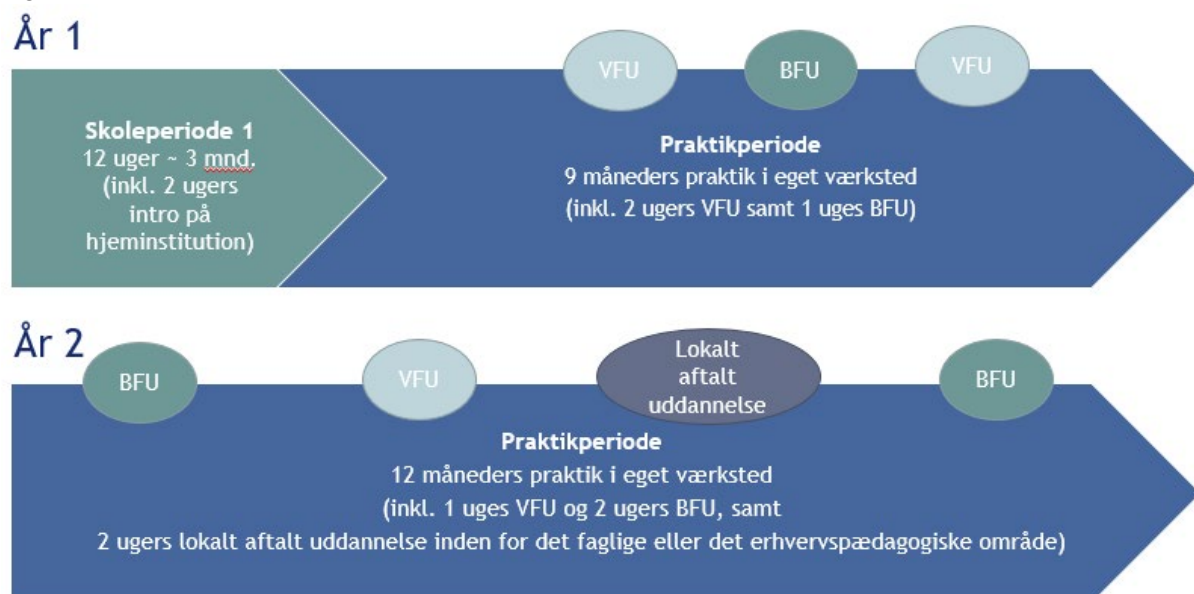 År 1
VFU
BFU
VFU
Skoleperiode 1
12 uger ~ 3 mnd.
(inkl. 2 ugers
intro på
hjeminstitution)
Praktikperiode
9 måneders praktik i eget værksted
(inkl. 2 ugers VFU samt 1 uges BFU)
År 2
BFU
VFU
Lokalt
aftalt
uddannelse
BFU
Praktikperiode
12 måneders praktik i eget værksted
(inkl. 1 uges VFU og 2 ugers BFU, samt
2 ugers lokalt aftalt uddannelse inden for det faglige eller det erhvervspædagogiske område)